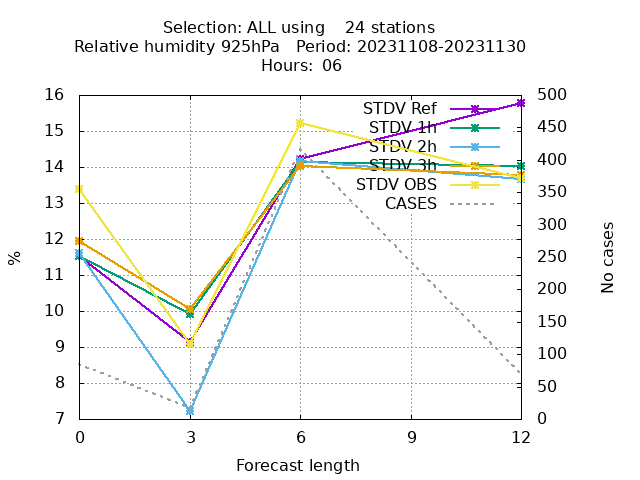 Selection: ALL using    24 stations
Relative humidity 925hPa   Period: 20231108-20231130
Hours: 06
16
15
14
13
12
11
10
9
8
7
%
500
450
400
350
300
250
200
150
100
50
0
No cases
STDV Ref
STDV 1h
STDV 2h
STDV 3h
STDV OBS
CASES
0
3
6
9
12
Forecast length